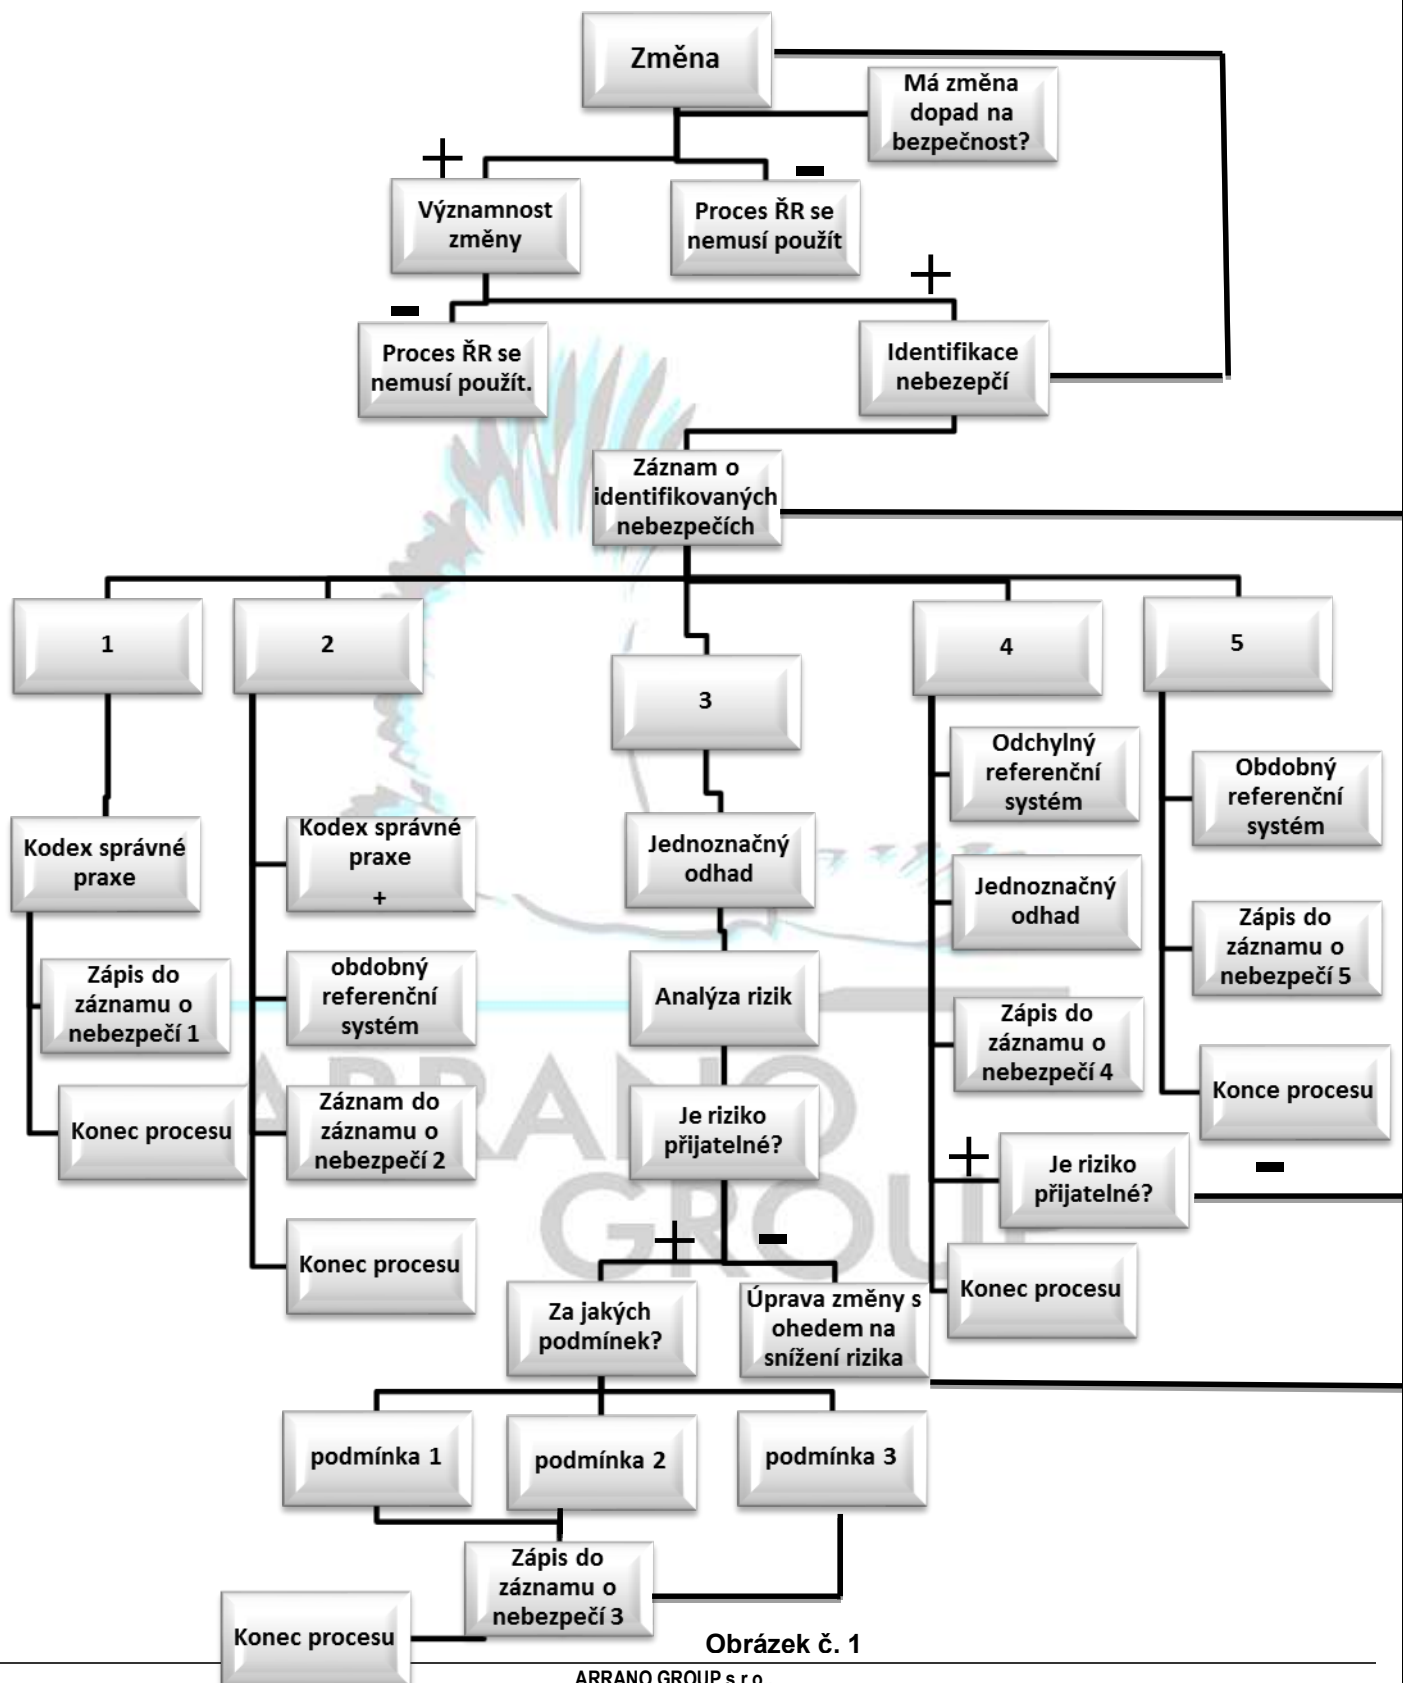 Změna
Má změna
dopad na
bezpečnost?
+
-
Významnost
změny
Proces ŘR se
nemusí použít
-
+
Proces ŘR se
nemusí použít.
Identifikace
nebezepčí
Záznam o
identifikovaných
nebezpečích
1
2
3
4
5
Kodex správné
praxe
Zápis do
záznamu o
nebezpečí 1
Konec procesu
Kodex správné
praxe
+
obdobný
referenční
systém
Záznam do
záznamu o
nebezpečí 2
Konec procesu
Jednoznačný
odhad
Analýza rizik
Je riziko
přijatelné?
+
-
Za jakých
podmínek?
Úprava změny s
ohedem na
snížení rizika
podmínka 1
podmínka 2
podmínka 3
Zápis do
záznamu o
nebezpečí 3
Konec procesu
Odchylný
referenční
systém
Jednoznačný
odhad
Zápis do
záznamu o
nebezpečí 4
+
Je riziko
přijatelné?
-
Konec procesu
Obdobný
referenční
systém
Zápis do
záznamu o
nebezpečí 5
Konce procesu
ARRANO
GROUP
Obrázek č. 1
ARRANO GROUP s.r.o